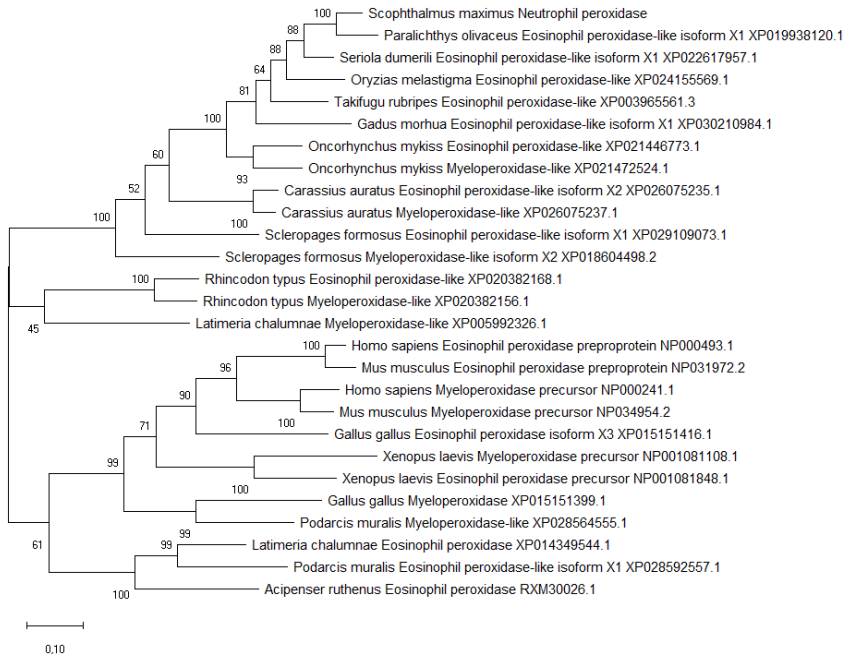 100 Scophthalmus maximus Neutrophil peroxidase
88 Paralichthys olivaceus Eosinophil peroxidase-like isoform X1 XP019938120.1
88 Seriola dumerili Eosinophil peroxidase-like isoform X1 XP022617957.1
64 Oryzias melastigma Eosinophil peroxidase-like XP024155569.1
81 Takifugu rubripes Eosinophil peroxidase-like XP003965561.3
100 Gadus morhua Eosinophil peroxidase-like isoform X1 XP030210984.1
Oncorhynchus mykiss Eosinophil peroxidase-like XP021446773.1
60 Oncorhynchus mykiss Myeloperoxidase-like XP021472524.1
52 93 Carassius auratus Eosinophil peroxidase-like isoform X2 XP026075235.1
Carassius auratus Myeloperoxidase-like XP026075237.1
100 100 Scleropages formosus Eosinophil peroxidase-like isoform X1 XP029109073.1
Scleropages formosus Myeloperoxidase-like isoform X2 XP018604498.2
100 Rhincodon typus Eosinophil peroxidase-like XP020382168.1
Rhincodon typus Myeloperoxidase-like XP020382156.1
45 Latimeria chalumnae Myeloperoxidase-like XP005992326.1
100 Homo sapiens Eosinophil peroxidase preproprotein NP000493.1
96 Mus musculus Eosinophil peroxidase preproprotein NP031972.2
90 Homo sapiens Myeloperoxidase precursor NP000241.1
Mus musculus Myeloperoxidase precursor NP034954.2
71 100 Gallus gallus Eosinophil peroxidase isoform X3 XP015151416.1
99 Xenopus laevis Myeloperoxidase precursor NP001081108.1
Xenopus laevis Eosinophil peroxidase precursor NP001081848.1
100 Gallus gallus Myeloperoxidase XP015151399.1
Podarcis muralis Myeloperoxidase-like XP028564555.1
61 99 99 Latimeria chalumnae Eosinophil peroxidase XP014349544.1
Podarcis muralis Eosinophil peroxidase-like isoform X1 XP028592557.1
100 Acipenser ruthenus Eosinophil peroxidase RXM30026.1
0,10